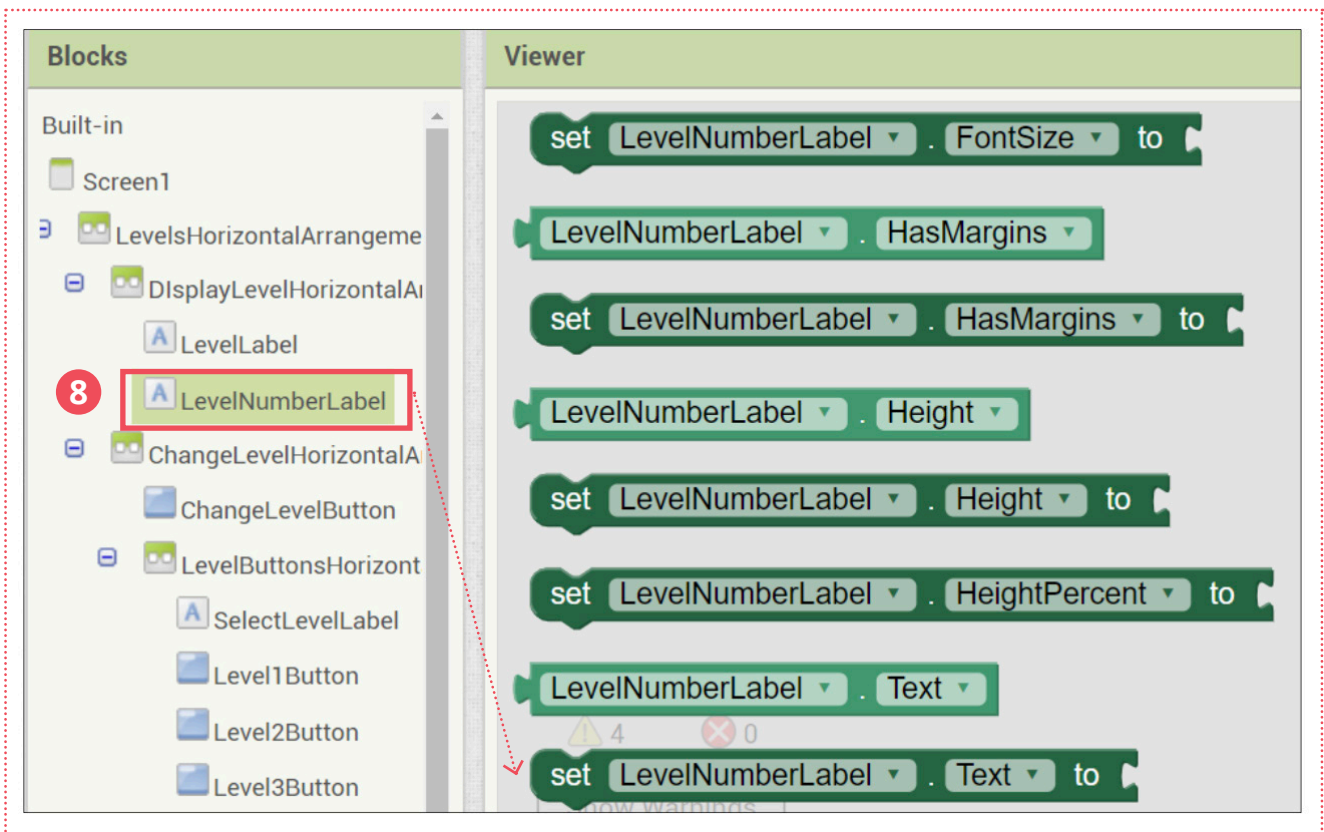 Blocks
Built-in
Screen1
LevelsHorizontalArrangeme
DIsplayLevelHorizontalAr
A LevelLabel
8 A LevelNumberLabel
ChangeLevelHorizontalA
ChangeLevelButton
LevelButtonsHorizont
A SelectLevelLabel
Level1Button
Level2Button
Level3Button
Viewer
set LevelNumberLabel . FontSize to
LevelNumberLabel . HasMargins
set LevelNumberLabel . HasMargins to
LevelNumberLabel . Height
set LevelNumberLabel . Height to
set LevelNumberLabel . HeightPercent to
LevelNumberLabel . Text
4 0
set LevelNumberLabel . Text to
Warnings